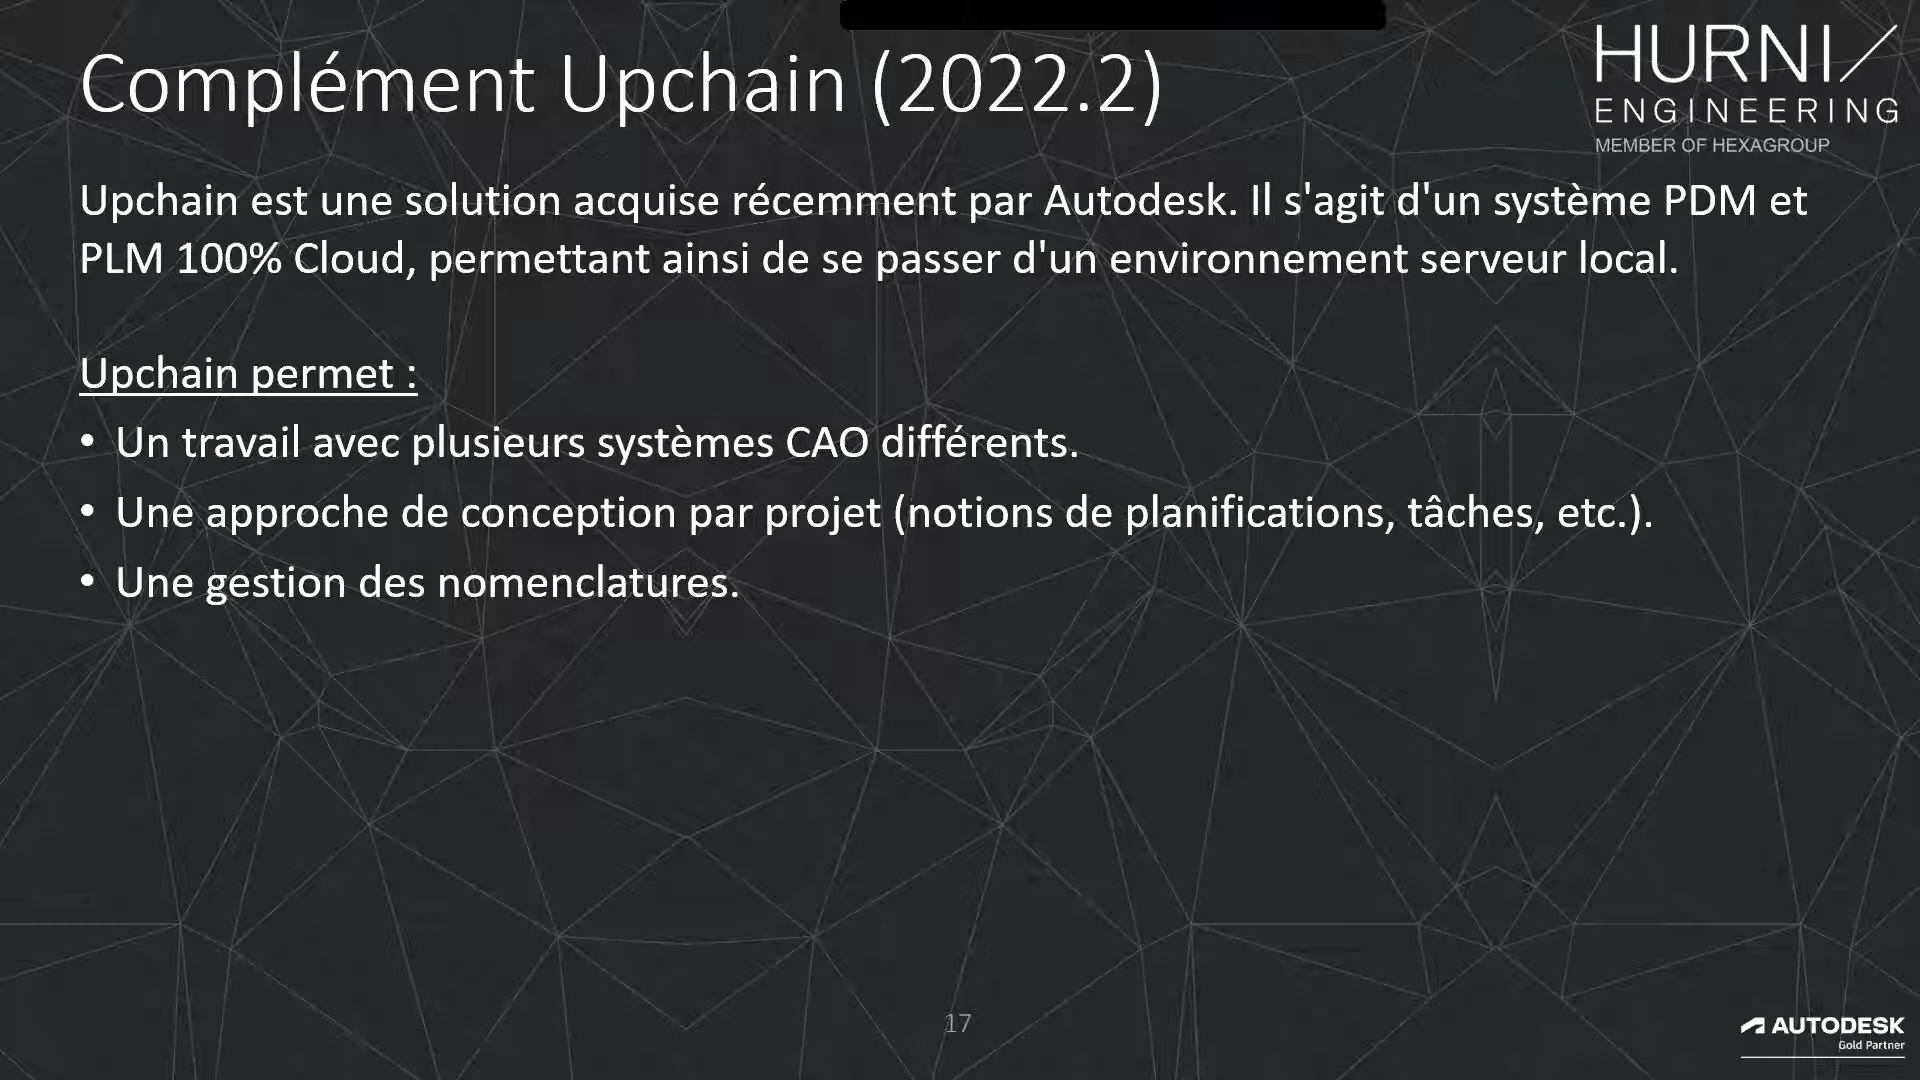 Complément Upchain (2022.2)
HURNI/
ENGINEERING
MEMBER OF HEXAGROUP
Upchain est une solution acquise récemment par Autodesk. Il s'agit d'un système PDM et
PLM 100% Cloud, permettant ainsi de se passer d'un environnement serveur local.
Upchain permet :
• Un travail avec plusieurs systèmes CAO différents.
• Une approche de conception par projet (notions de planifications, tâches, etc.).
• Une gestion des nomenclatures.
17
AUTODESK
Gold Partner